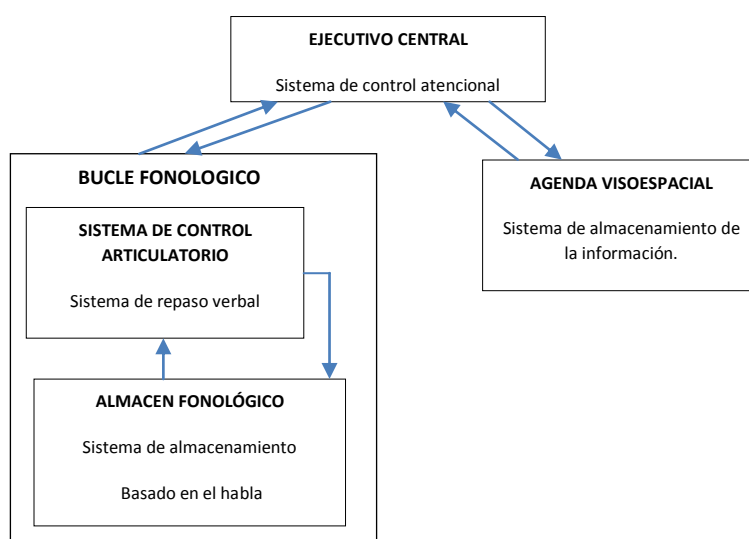 EJECUTIVO CENTRAL
Sistema de control atencional
BUCLE FONOLOGICO
SISTEMA DE CONTROL
ARTICULATORIO
Sistema de repaso verbal
ALMACEN FONOLÓGICO
Sistema de almacenamiento
Basado en el habla
AGENDA VISOESPACIAL
Sistema de almacenamiento de
la información.